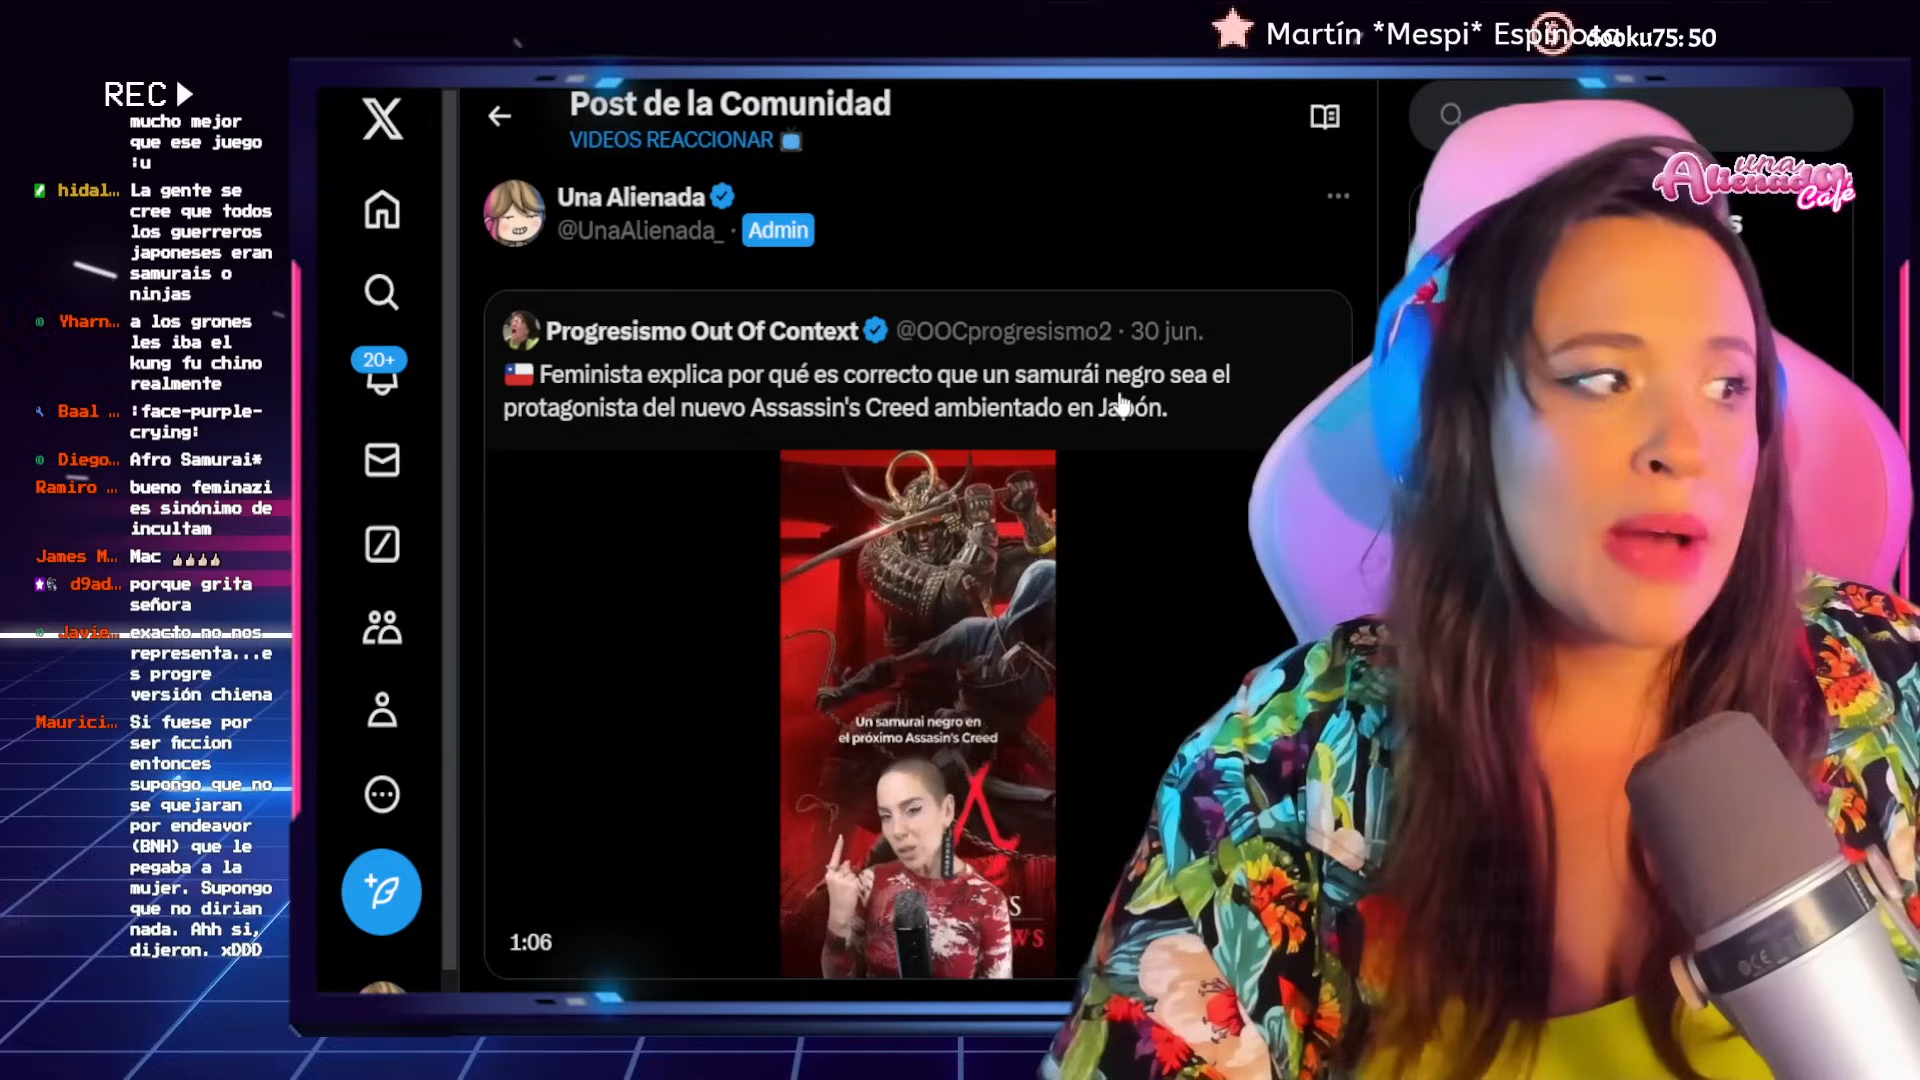 Martín *Mespi* Espinosa
dooku75: 50
REC
mucho mejor
que ese juego
:u
hidal… La gente se
cree que todos
los guerreros
japoneses eran
samurais o
ninjas
Yharn… a los grones
les iba el
kung fu chino
realmente
Baal … :face-purple-
crying:
Diego… Afro Samurai*
Ramiro … bueno feminazi
es sinónimo de
incultam
James M… Mac
d9ad… porque grita
señora
Javie… exacto no nos
representa...e
s progre
versión chiena
Maurici… Si fuese por
ser ficcion
entonces
supongo que no
se quejaran
por endeavor
(BNH) que le
pegaba a la
mujer. Supongo
que no dirian
nada. Ahh si,
dijeron. xDDD
20+
Post de la Comunidad
VIDEOS REACCIONAR
Una Alienada
@UnaAlienada_ · Admin
Progresismo Out Of Context @OOCprogresismo2 · 30 jun.
Feminista explica por qué es correcto que un samurái negro sea el
protagonista del nuevo Assassin's Creed ambientado en Japón.
Un samurai negro en
el próximo Assasin's Creed
1:06
una
Alienada
Café